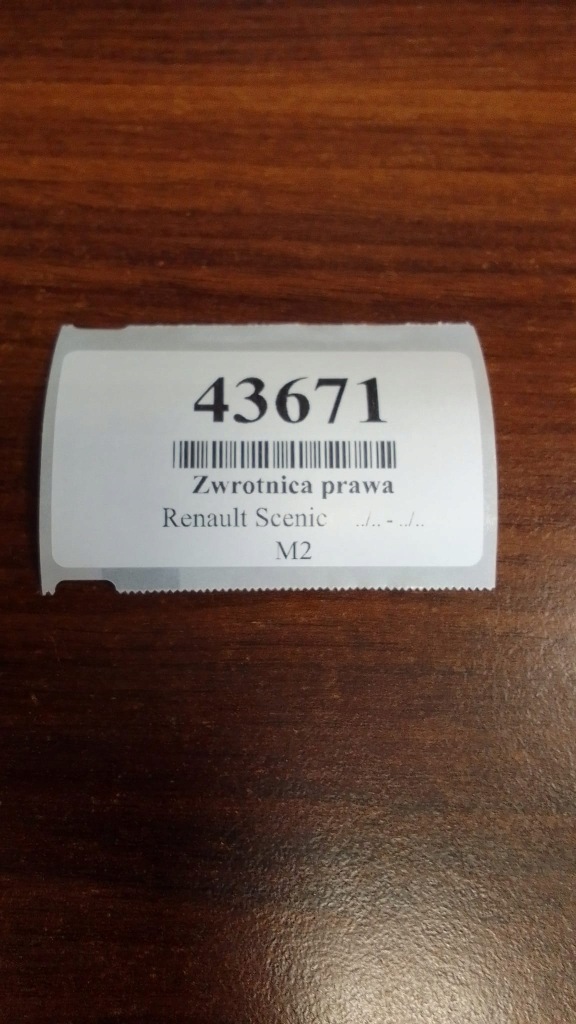 43671
Zwrotnica prawa
Renault Scenic ../.. - ../..
M2